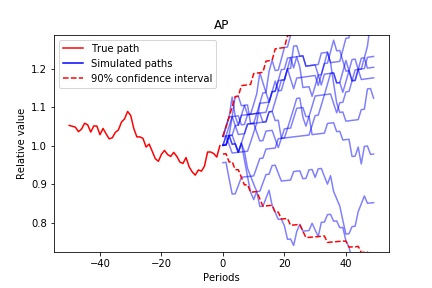 AP
True path
Simulated paths
90% confidence interval
Relative value
1.2
1.1
1.0
0.9
0.8
−40
−20
0
20
40
Periods